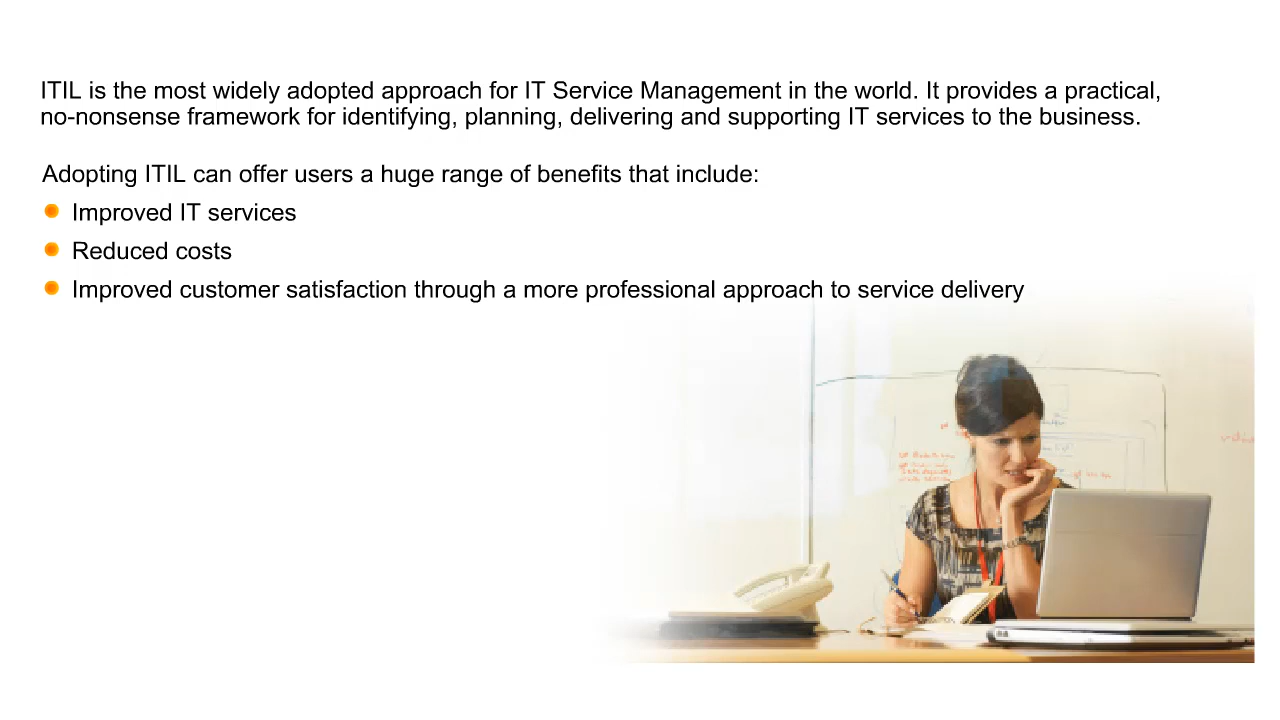 ITIL is the most widely adopted approach for IT Service Management in the world. It provides a practical,
no-nonsense framework for identifying, planning, delivering and supporting IT services to the business.
Adopting ITIL can offer users a huge range of benefits that include:
Improved IT services
Reduced costs
Improved customer satisfaction through a more professional approach to service delivery